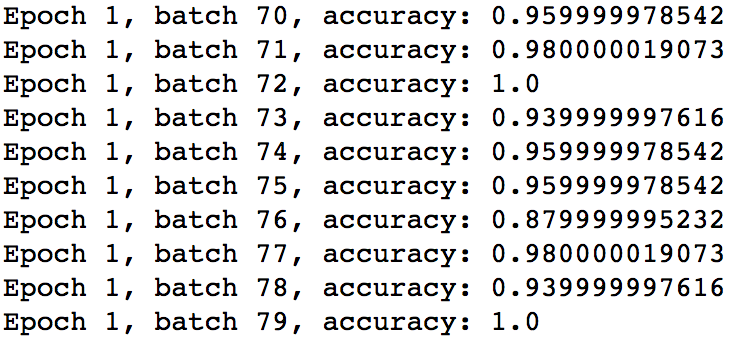 Epoch 1, batch 70, accuracy: 0.959999978542
Epoch 1, batch 71, accuracy: 0.980000019073
Epoch 1, batch 72, accuracy: 1.0
Epoch 1, batch 73, accuracy: 0.939999997616
Epoch 1, batch 74, accuracy: 0.959999978542
Epoch 1, batch 75, accuracy: 0.959999978542
Epoch 1, batch 76, accuracy: 0.879999995232
Epoch 1, batch 77, accuracy: 0.980000019073
Epoch 1, batch 78, accuracy: 0.939999997616
Epoch 1, batch 79, accuracy: 1.0